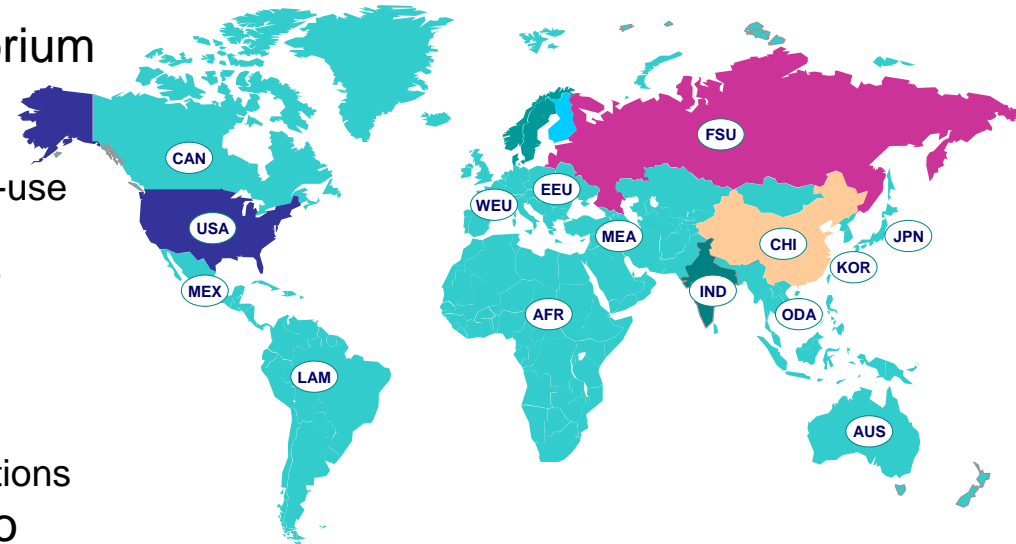 orium
-use
tions
o
CAN
USA
MEX
LAM
WEU
EEU
MEA
AFR
FSU
CHI
JPN
KOR
IND
ODA
AUS